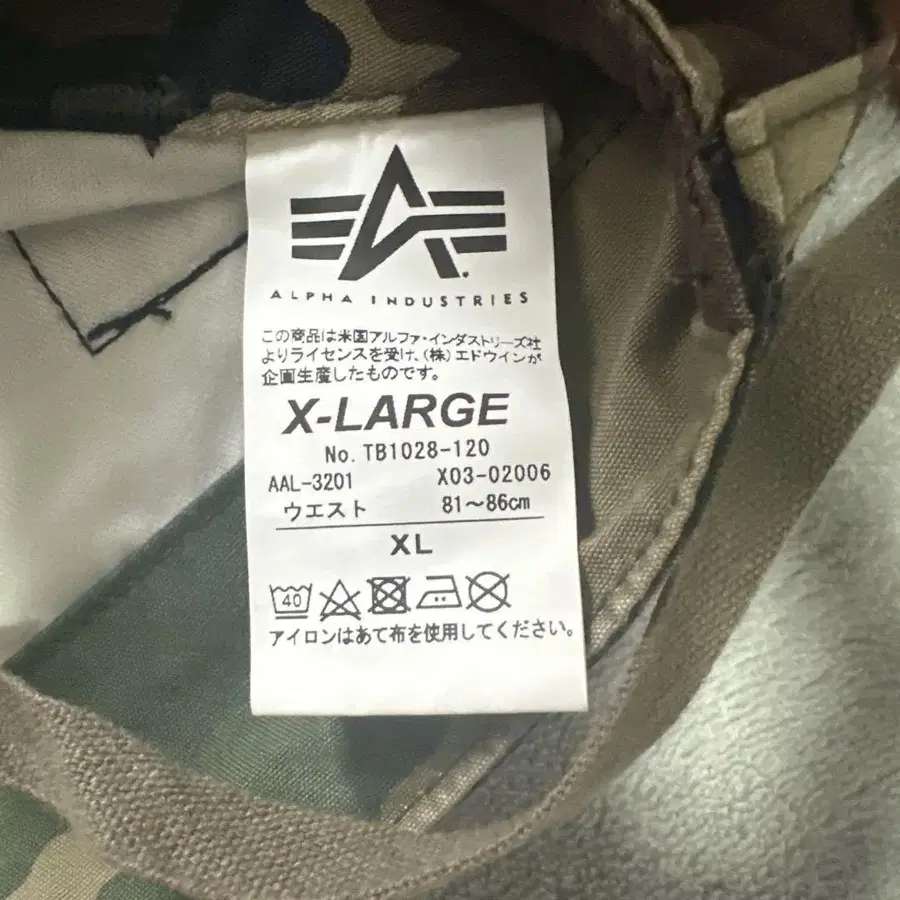 ALPHA INDUSTRIES
この商品は米国アルファ・インダストリーズ社
よりライセンスを受け、(株)エドウインが
企画生産したものです。
X-LARGE
No. TB1028-120
AAL-3201 X03-02006
ウエスト 81〜86cm
XL
40
アイロンはあて布を使用してください。